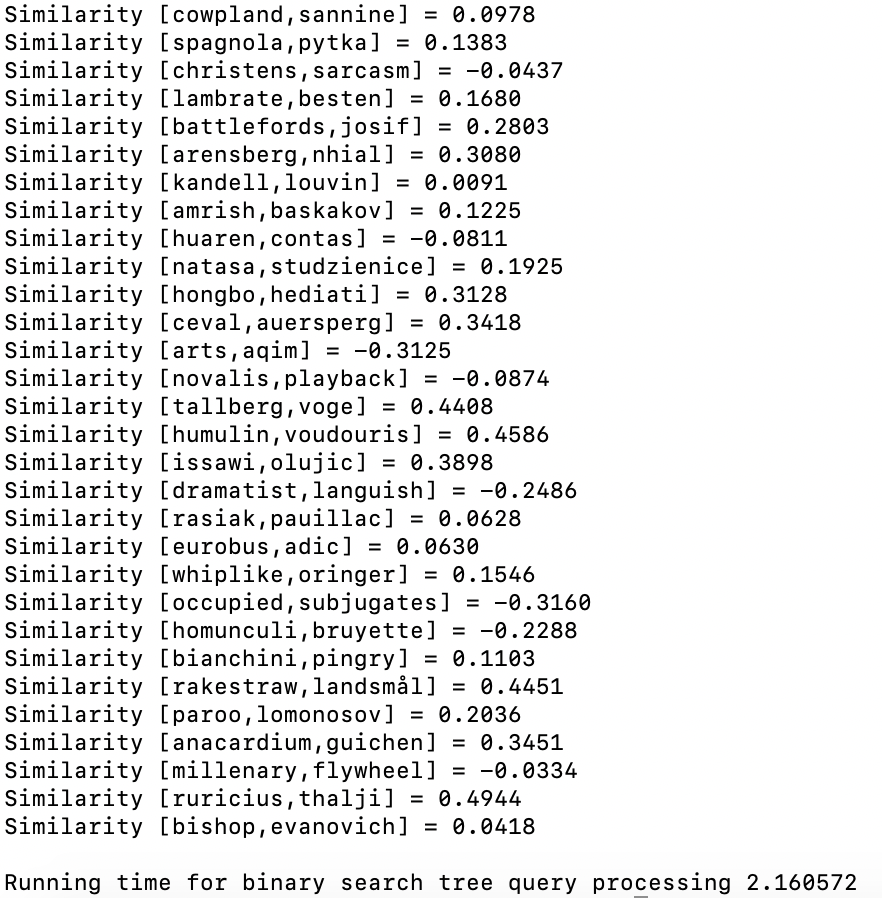 Similarity [cowpland,sannine] = 0.0978
Similarity [spagnola,pytka] = 0.1383
Similarity [christens,sarcasm] = -0.0437
Similarity [lambrate,besten] = 0.1680
Similarity [battlefords,josif] = 0.2803
Similarity [arensberg,nhial] = 0.3080
Similarity [kandell,louvin] = 0.0091
Similarity [amrish,baskakov] = 0.1225
Similarity [huaren,contas] = -0.0811
Similarity [natasa,studzienice] = 0.1925
Similarity [hongbo,hediati] = 0.3128
Similarity [ceval,auersperg] = 0.3418
Similarity [arts,aqim] = -0.3125
Similarity [novalis,playback] = -0.0874
Similarity [tallberg,voge] = 0.4408
Similarity [humulin,voudouris] = 0.4586
Similarity [issawi,olujic] = 0.3898
Similarity [dramatist,languish] = -0.2486
Similarity [rasiak,pauillac] = 0.0628
Similarity [eurobus,adic] = 0.0630
Similarity [whiplike,oringer] = 0.1546
Similarity [occupied,subjugates] = -0.3160
Similarity [homunculi,bruyette] = -0.2288
Similarity [bianchini,pingry] = 0.1103
Similarity [rakestraw,landsmål] = 0.4451
Similarity [paroo,lomonosov] = 0.2036
Similarity [anacardium,guichen] = 0.3451
Similarity [millenary,flywheel] = -0.0334
Similarity [ruricius,thalji] = 0.4944
Similarity [bishop,evanovich] = 0.0418
Running time for binary search tree query processing 2.160572